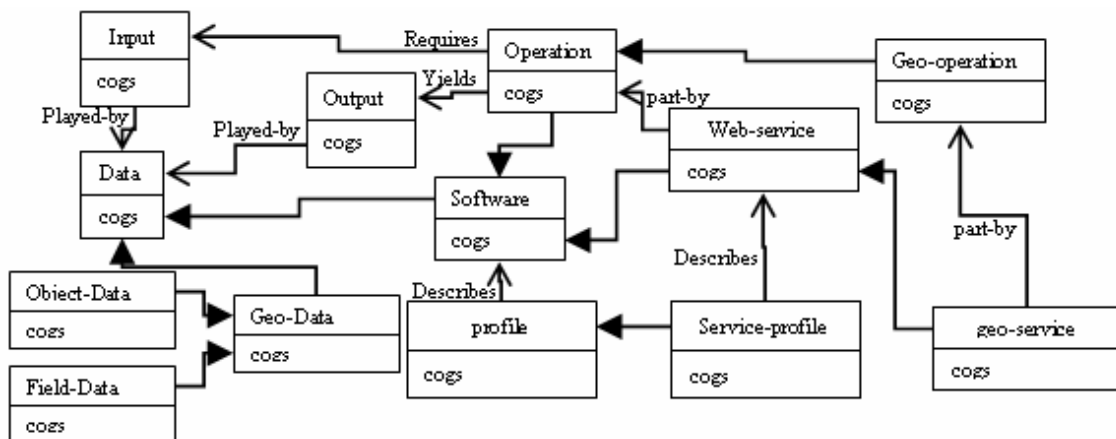 Input
cogs
Requires
Operation
cogs
Geo-operation
cogs
Yields
Output
cogs
part-by
Web-service
cogs
Played-by
Played-by
Data
cogs
Software
cogs
part-by
Describes
Obiect-Data
cogs
Geo-Data
cogs
Describes
profile
cogs
Service-profile
cogs
geo-service
cogs
Field-Data
cogs